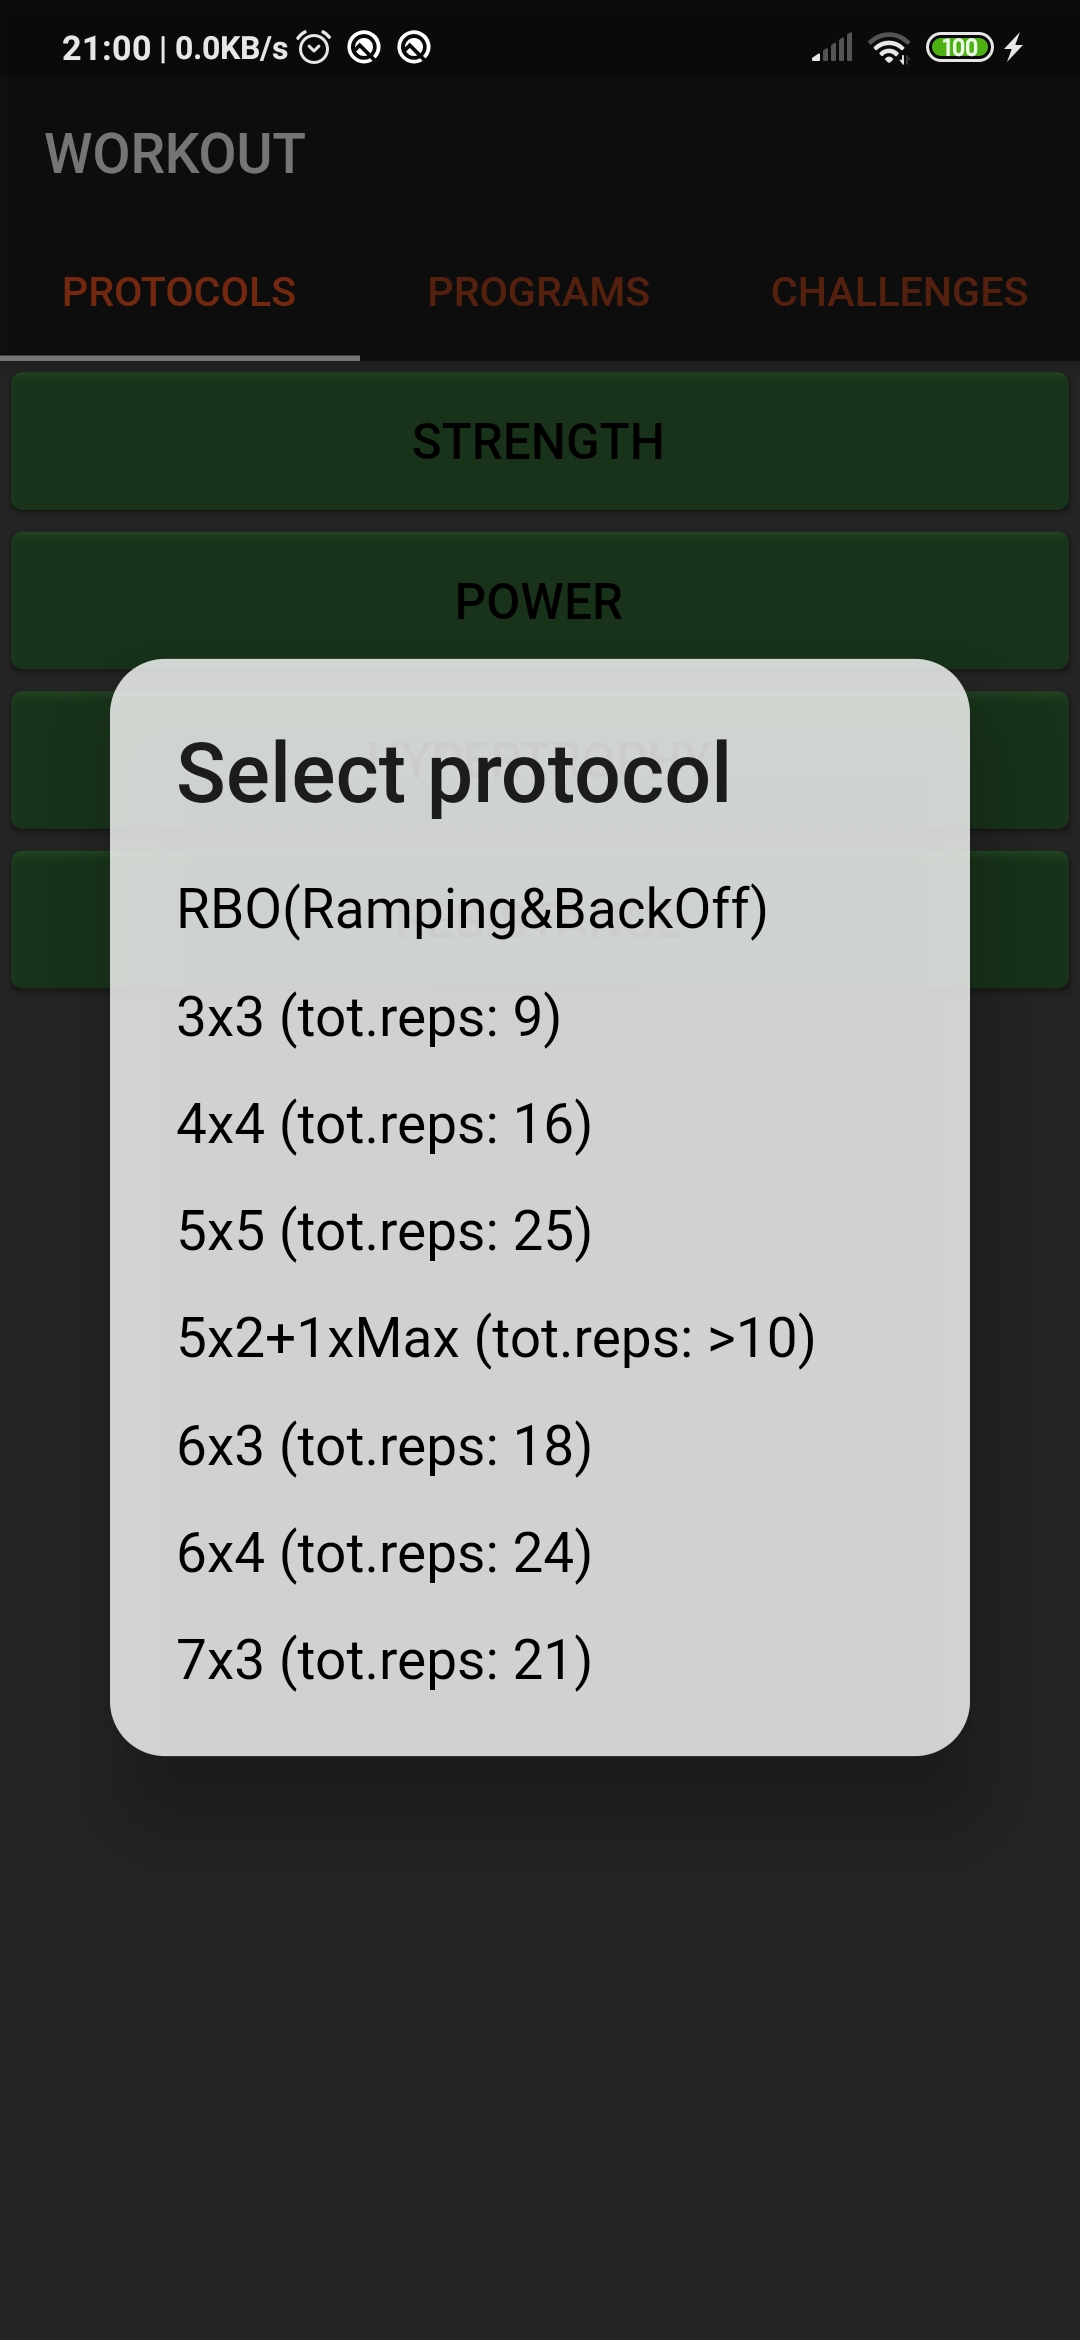 21:00 | 0.0KB/s
100
WORKOUT
PROTOCOLS PROGRAMS CHALLENGES
STRENGTH
POWER
HYPERTROPHY
Select protocol
RBO(Ramping&BackOff)
3x3 (tot.reps: 9)
4x4 (tot.reps: 16)
5x5 (tot.reps: 25)
5x2+1xMax (tot.reps: >10)
6x3 (tot.reps: 18)
6x4 (tot.reps: 24)
7x3 (tot.reps: 21)